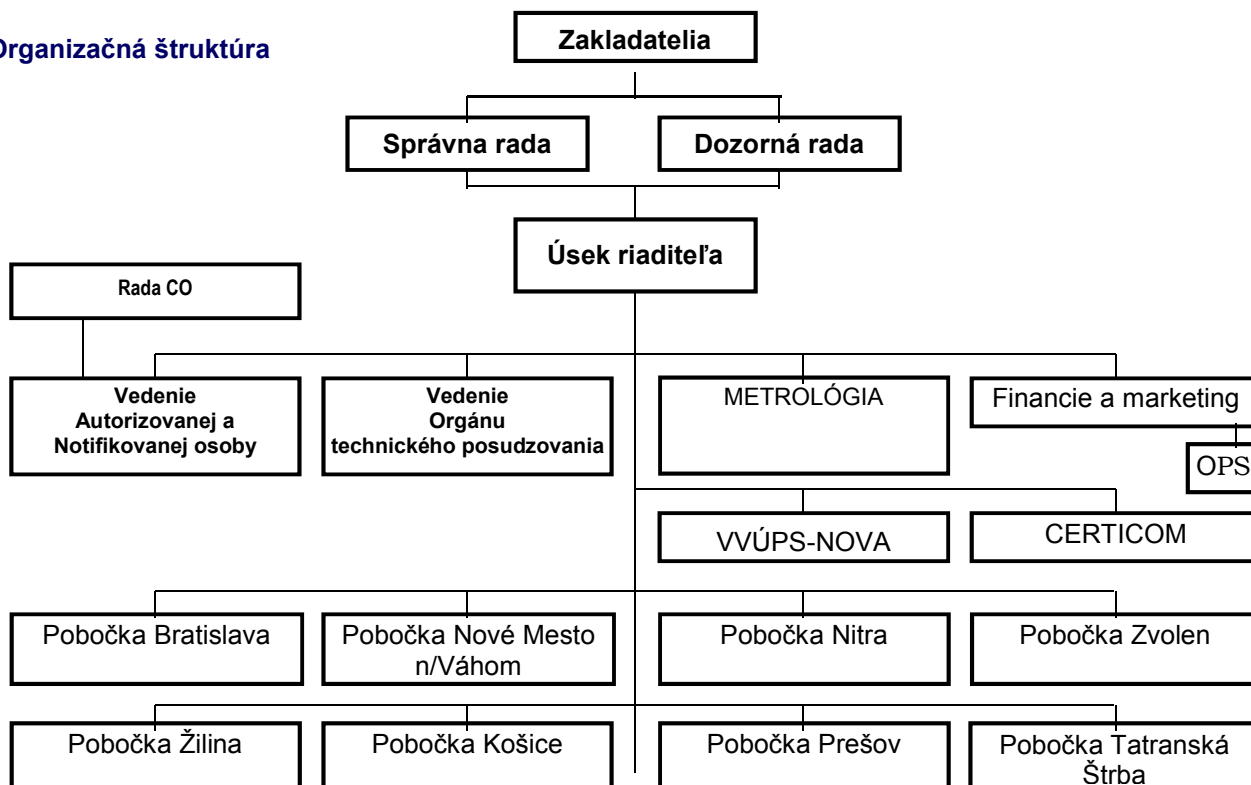 Organizačná štruktúra
Zakladatelia
Správna rada
Dozorná rada
Úsek riaditeľa
Rada CO
Vedenie
Autorizovanej a
Notifikovanej osoby
Vedenie
Orgánu
technického posudzovania
METROLÓGIA
Financie a marketing
OPS
VVÚPS-NOVA
CERTICOM
Pobočka Bratislava
Pobočka Nové Mesto
n/Váhom
Pobočka Nitra
Pobočka Zvolen
Pobočka Žilina
Pobočka Košice
Pobočka Prešov
Pobočka Tatranská
Štrba